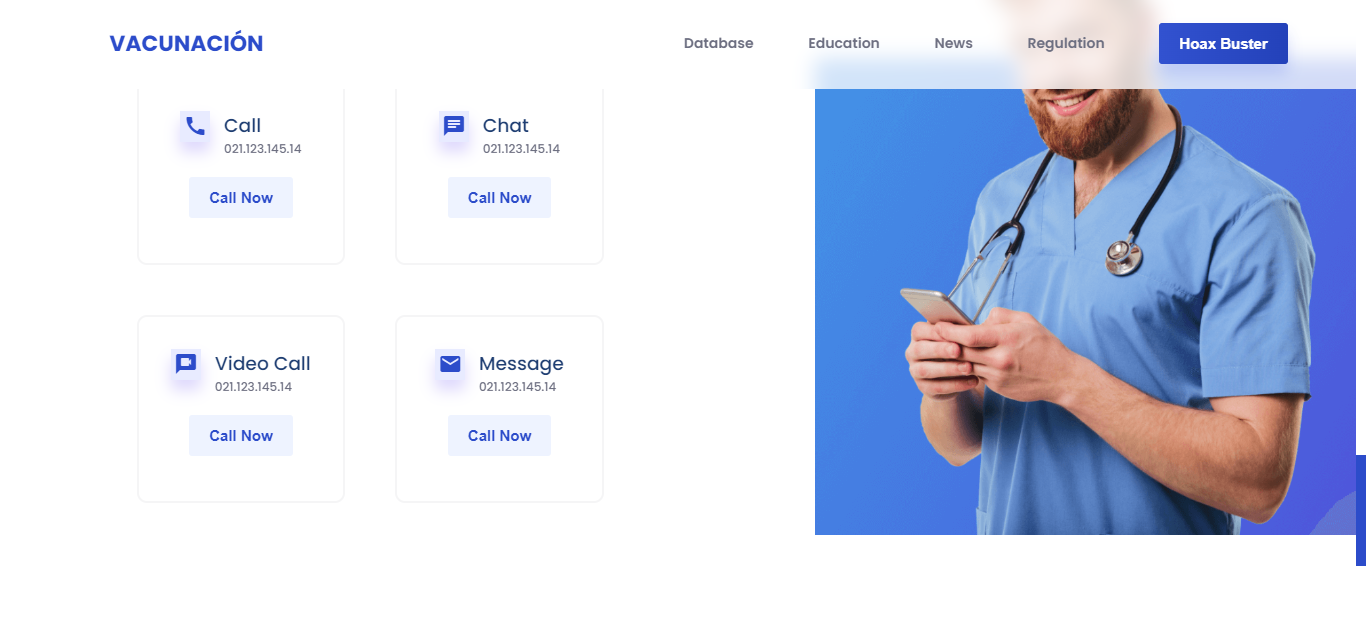 VACUNACIÓN
Database
Education
News
Regulation
Hoax Buster
Call
021.123.145.14
Call Now
Chat
021.123.145.14
Call Now
Video Call
021.123.145.14
Call Now
Message
021.123.145.14
Call Now